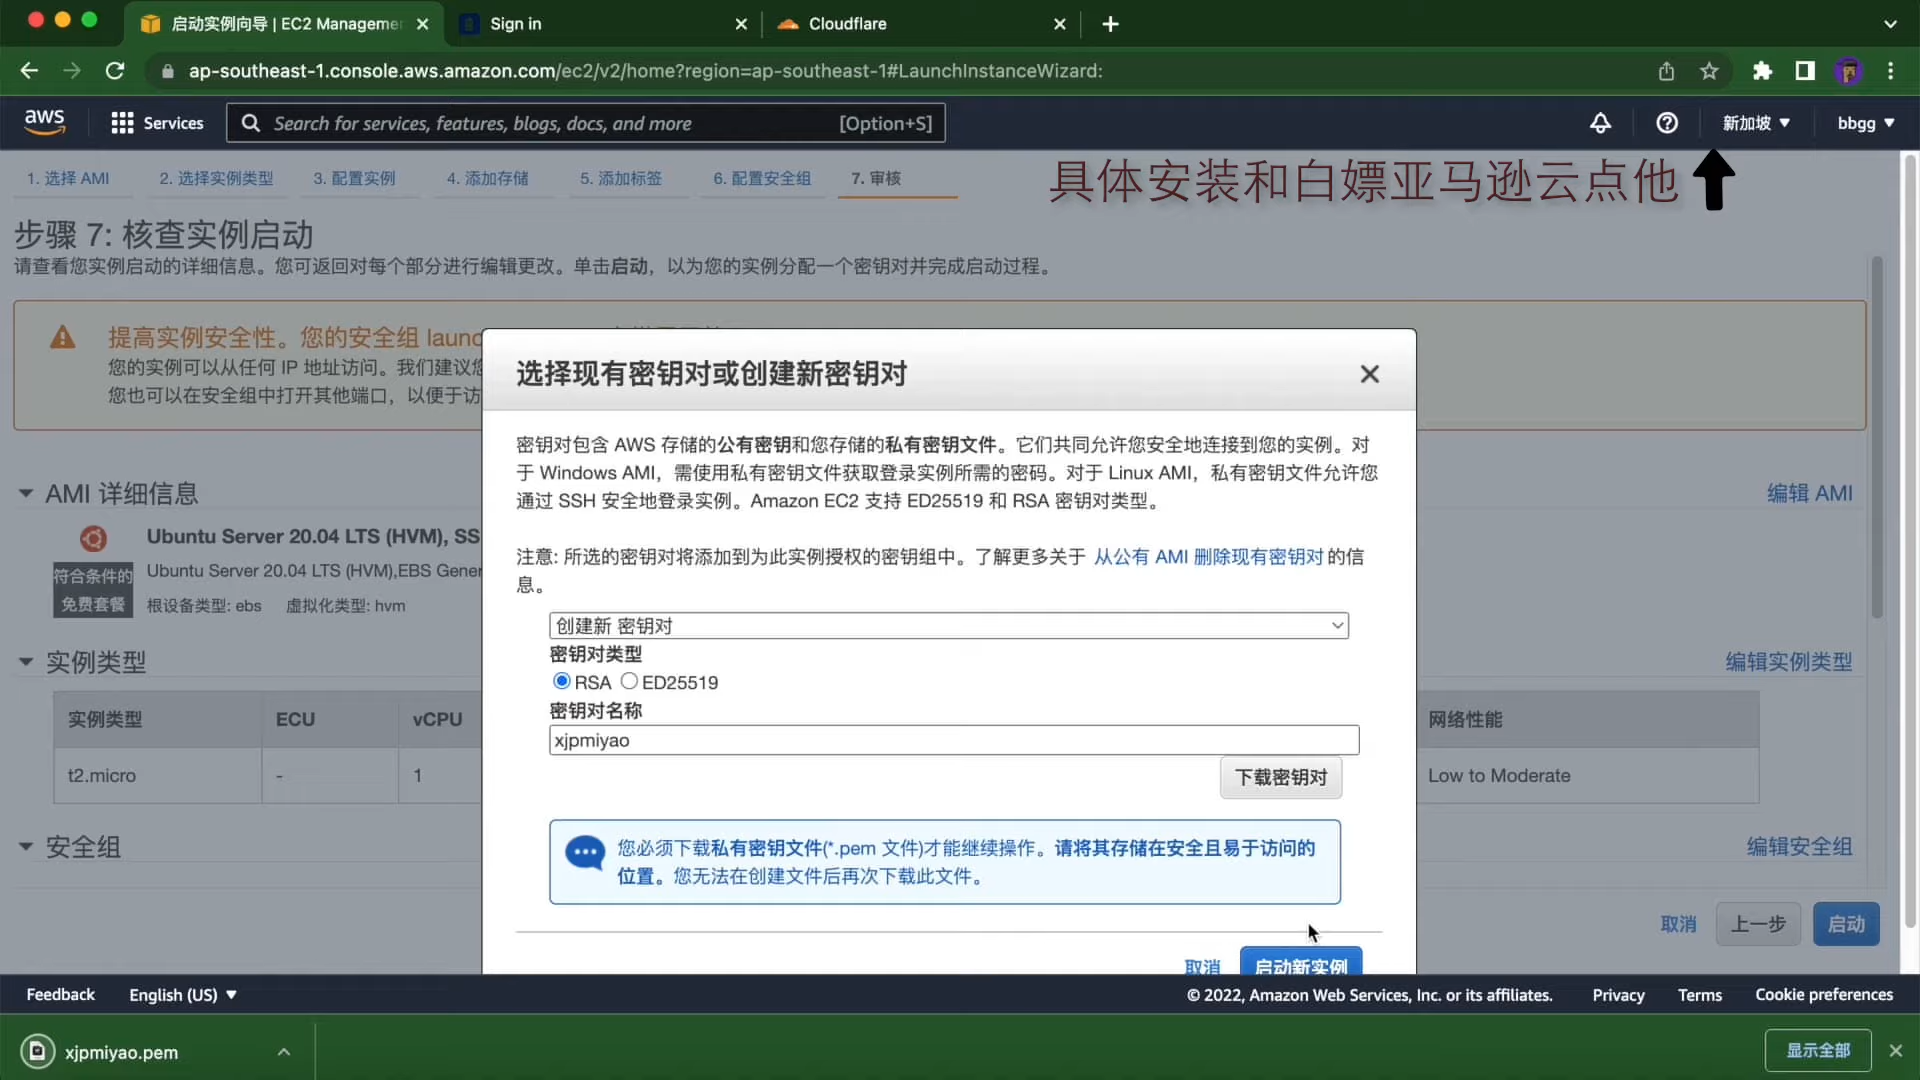 启动实例向导 | EC2 Managemen
Sign in
Cloudflare
ap-southeast-1.console.aws.amazon.com/ec2/v2/home?region=ap-southeast-1#LaunchInstanceWizard:
aws
Services
Search for services, features, blogs, docs, and more
[Option+S]
新加坡
bbgg
1. 选择 AMI
2. 选择实例类型
3. 配置实例
4. 添加存储
5. 添加标签
6. 配置安全组
7. 审核
具体安装和白嫖亚马逊云点他
步骤 7: 核查实例启动
请查看您实例启动的详细信息。您可返回对每个部分进行编辑更改。单击启动，以为您的实例分配一个密钥对并完成启动过程。
提高实例安全性。您的安全组 launc
您的实例可以从任何 IP 地址访问。我们建议您
您也可以在安全组中打开其他端口，以便于访
选择现有密钥对或创建新密钥对
密钥对包含 AWS 存储的公有密钥和您存储的私有密钥文件。它们共同允许您安全地连接到您的实例。对
于 Windows AMI，需使用私有密钥文件获取登录实例所需的密码。对于 Linux AMI，私有密钥文件允许您
通过 SSH 安全地登录实例。Amazon EC2 支持 ED25519 和 RSA 密钥对类型。
注意: 所选的密钥对将添加到为此实例授权的密钥组中。了解更多关于 从公有 AMI 删除现有密钥对 的信
息。
创建新 密钥对
密钥对类型
RSA
ED25519
密钥对名称
xjpmiyao
下载密钥对
您必须下载私有密钥文件(*.pem 文件)才能继续操作。请将其存储在安全且易于访问的
位置。您无法在创建文件后再次下载此文件。
取消
启动新实例
AMI 详细信息
编辑 AMI
Ubuntu Server 20.04 LTS (HVM), SS
符合条件的
免费套餐
Ubuntu Server 20.04 LTS (HVM),EBS Gener
根设备类型: ebs
虚拟化类型: hvm
实例类型
编辑实例类型
实例类型
ECU
vCPU
网络性能
t2.micro
-
1
Low to Moderate
安全组
编辑安全组
取消
上一步
启动
Feedback
English (US)
© 2022, Amazon Web Services, Inc. or its affiliates.
Privacy
Terms
Cookie preferences
xjpmiyao.pem
显示全部